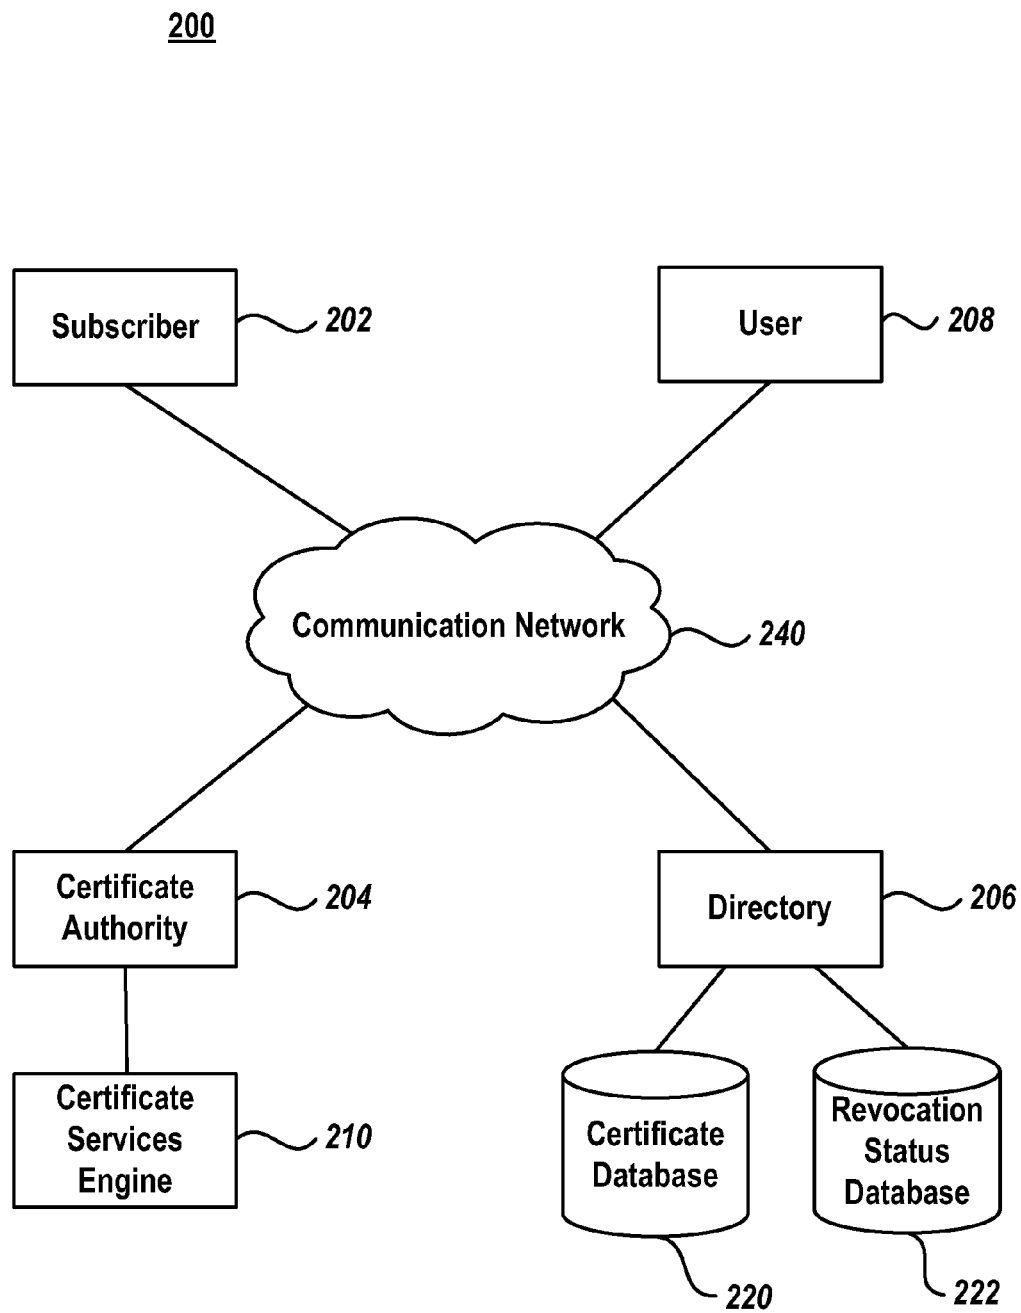 200
Subscriber
202
User
208
Communication Network
240
Certificate
Authority
204
Directory
206
Certificate
Services
Engine
210
Certificate
Database
220
Revocation
Status
Database
222